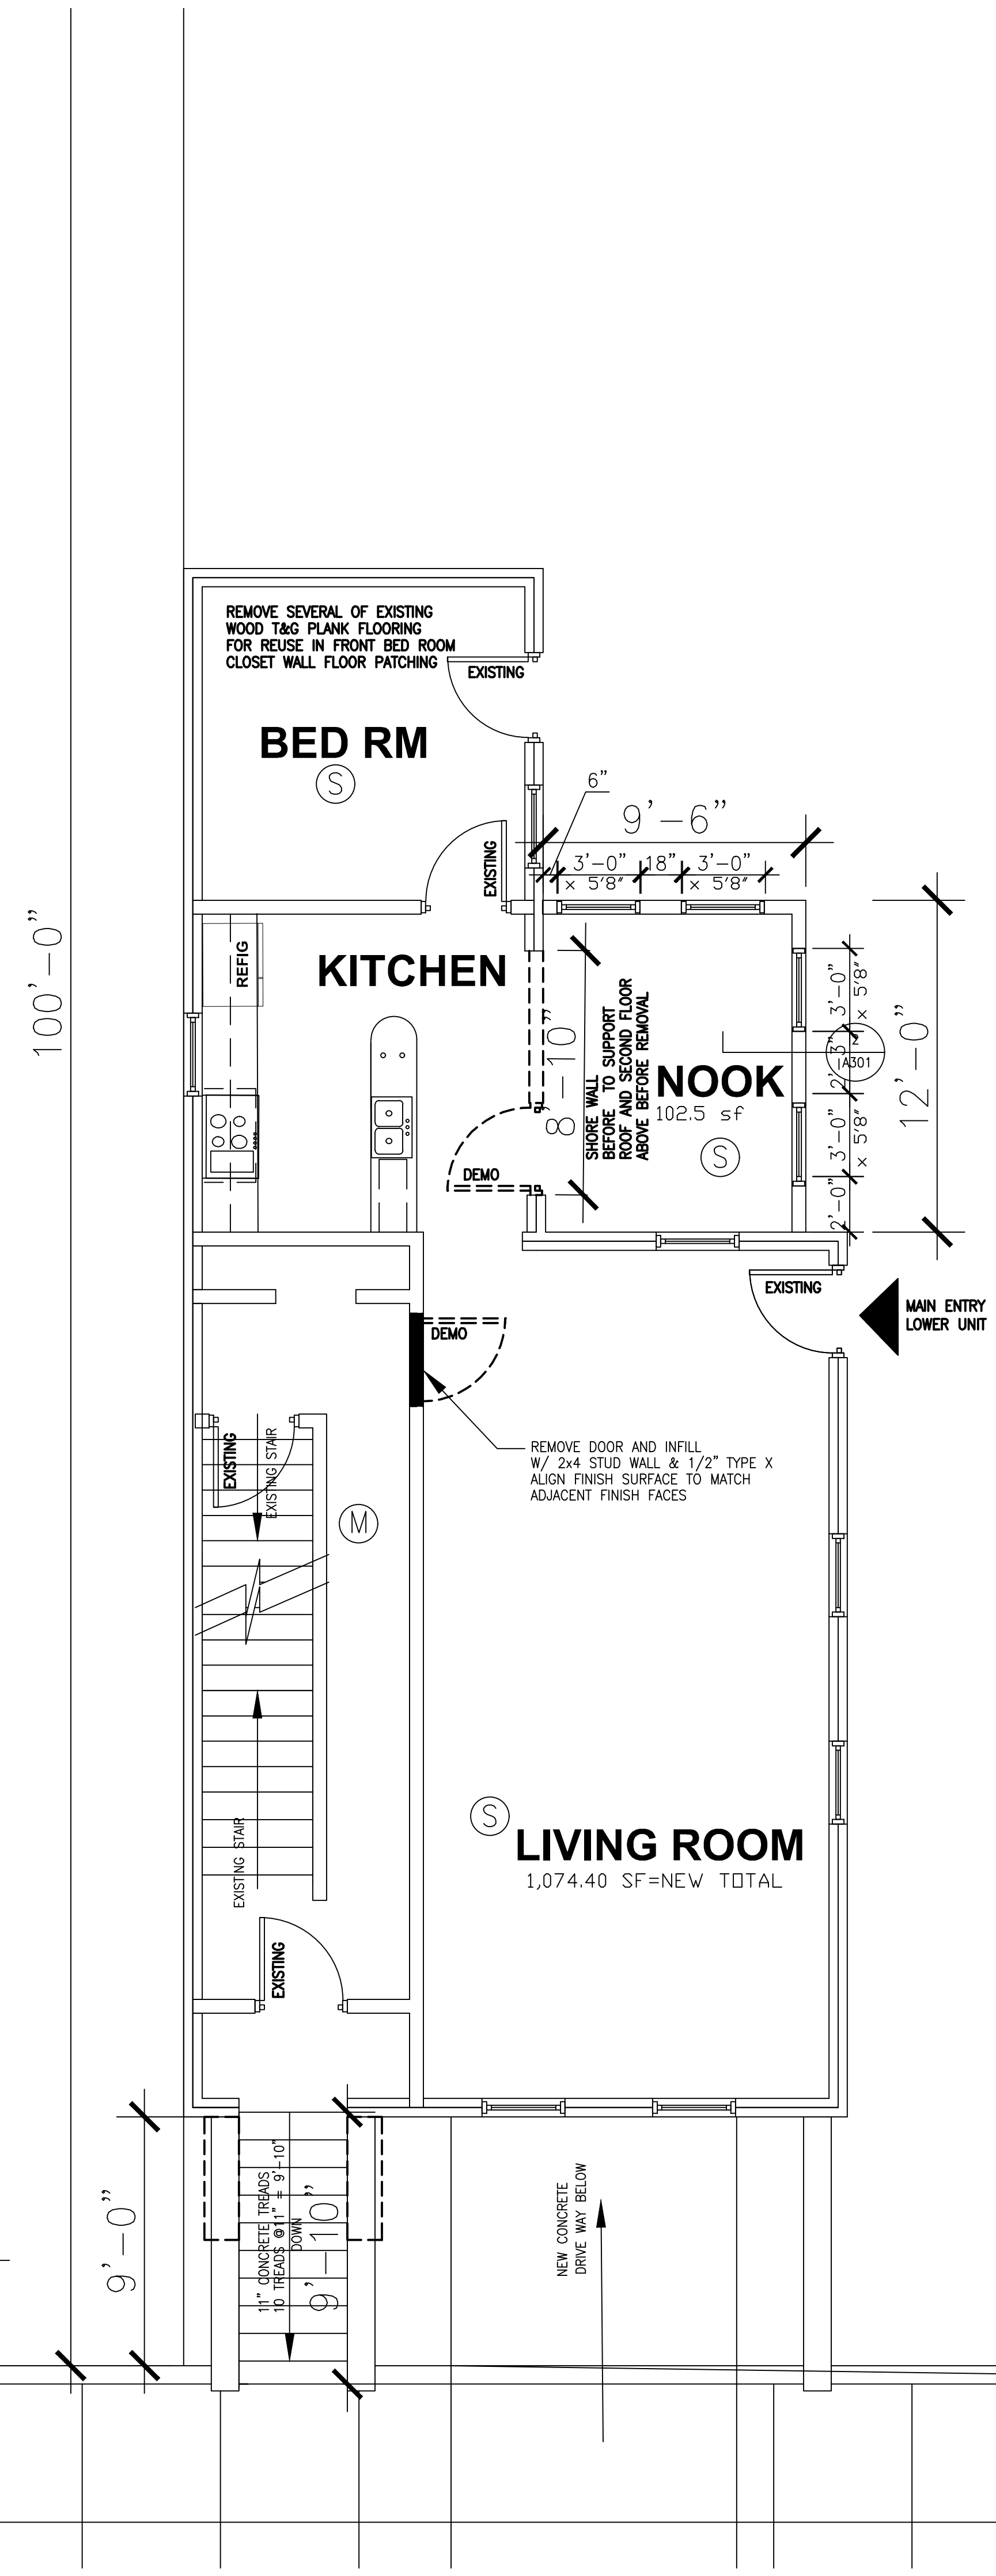 REMOVE SEVERAL OF EXISTING
WOOD T&G PLANK FLOORING
FOR REUSE IN FRONT BED ROOM
CLOSET WALL FLOOR PATCHING
EXISTING
BED RM
S
6"
9'-6"
EXISTING
3'-0"
x 5'8"
18"
3'-0"
x 5'8"
100'-0"
REFIG
KITCHEN
8'-10"
SHORE WALL
BEFORE TO SUPPORT
ROOF AND SECOND FLOOR
ABOVE BEFORE REMOVAL
NOOK
102.5 sf
S
3'-0"
x 5'8"
2
A301
2'-3"
3'-0"
x 5'8"
2'-0"
12'-0"
DEMO
EXISTING
MAIN ENTRY
LOWER UNIT
DEMO
REMOVE DOOR AND INFILL
W/ 2x4 STUD WALL & 1/2" TYPE X
ALIGN FINISH SURFACE TO MATCH
ADJACENT FINISH FACES
EXISTING
EXISTING STAIR
M
S
LIVING ROOM
1,074.40 SF=NEW TOTAL
EXISTING STAIR
EXISTING
9'-0"
11" CONCRETE TREADS
10 TREADS @11" = 9'-10"
DOWN
9'-10"
NEW CONCRETE
DRIVE WAY BELOW